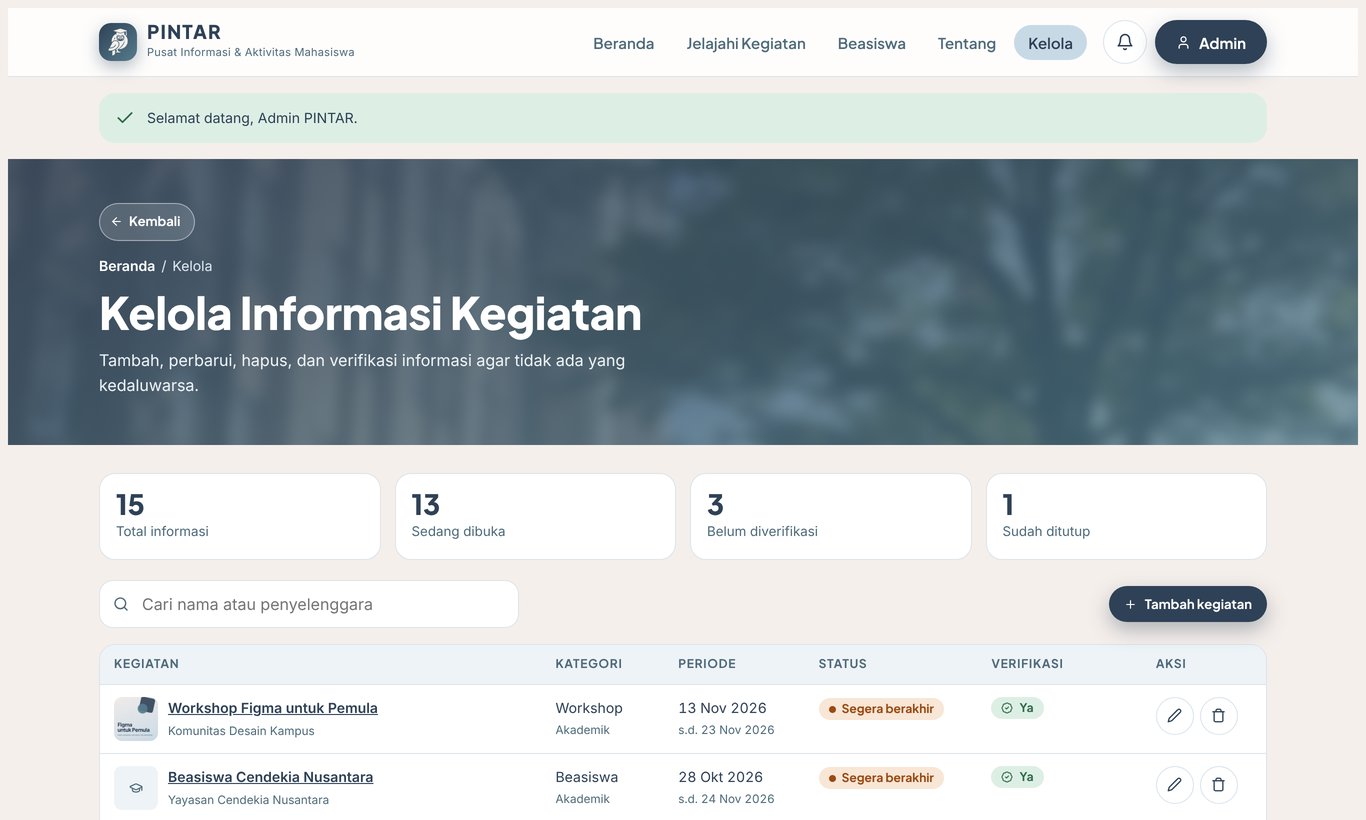 PINTAR
Pusat Informasi & Aktivitas Mahasiswa
Beranda
Jelajahi Kegiatan
Beasiswa
Tentang
Kelola
Admin
Selamat datang, Admin PINTAR.
Kembali
Beranda / Kelola
Kelola Informasi Kegiatan
Tambah, perbarui, hapus, dan verifikasi informasi agar tidak ada yang
kedaluwarsa.
15
Total informasi
13
Sedang dibuka
3
Belum diverifikasi
1
Sudah ditutup
Cari nama atau penyelenggara
Tambah kegiatan
KEGIATAN KATEGORI PERIODE STATUS VERIFIKASI AKSI
Figma
untuk Pemula
Workshop Figma untuk Pemula
Komunitas Desain Kampus
Workshop
Akademik
13 Nov 2026
s.d. 23 Nov 2026
Segera berakhir
Ya
Beasiswa Cendekia Nusantara
Yayasan Cendekia Nusantara
Beasiswa
Akademik
28 Okt 2026
s.d. 24 Nov 2026
Segera berakhir
Ya